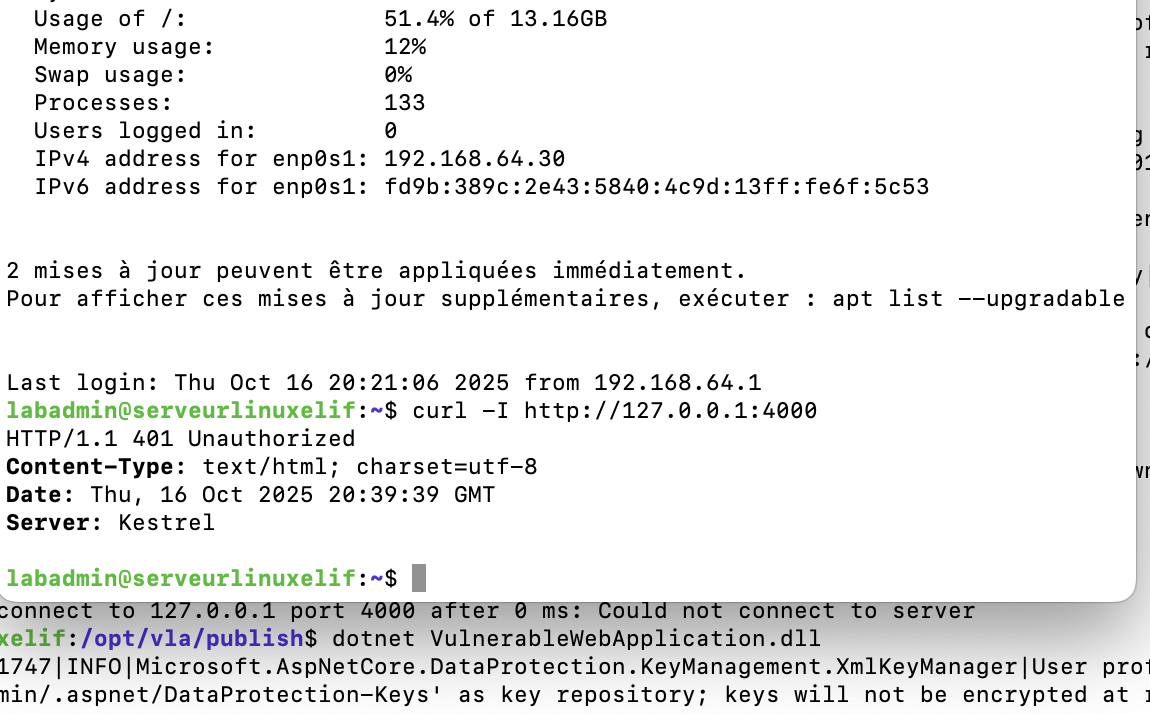 Usage of /: 51.4% of 13.16GB
Memory usage: 12%
Swap usage: 0%
Processes: 133
Users logged in: 0
IPv4 address for enp0s1: 192.168.64.30
IPv6 address for enp0s1: fd9b:389c:2e43:5840:4c9d:13ff:fe6f:5c53
2 mises à jour peuvent être appliquées immédiatement.
Pour afficher ces mises à jour supplémentaires, exécuter : apt list --upgradable
Last login: Thu Oct 16 20:21:06 2025 from 192.168.64.1
labadmin@serveurlinuxelif:~$ curl -I http://127.0.0.1:4000
HTTP/1.1 401 Unauthorized
Content-Type: text/html; charset=utf-8
Date: Thu, 16 Oct 2025 20:39:39 GMT
Server: Kestrel
labadmin@serveurlinuxelif:~$
connect to 127.0.0.1 port 4000 after 0 ms: Could not connect to server
xelif:/opt/vla/publish$ dotnet VulnerableWebApplication.dll
1747|INFO|Microsoft.AspNetCore.DataProtection.KeyManagement.XmlKeyManager|User prof
min/.aspnet/DataProtection-Keys' as key repository; keys will not be encrypted at